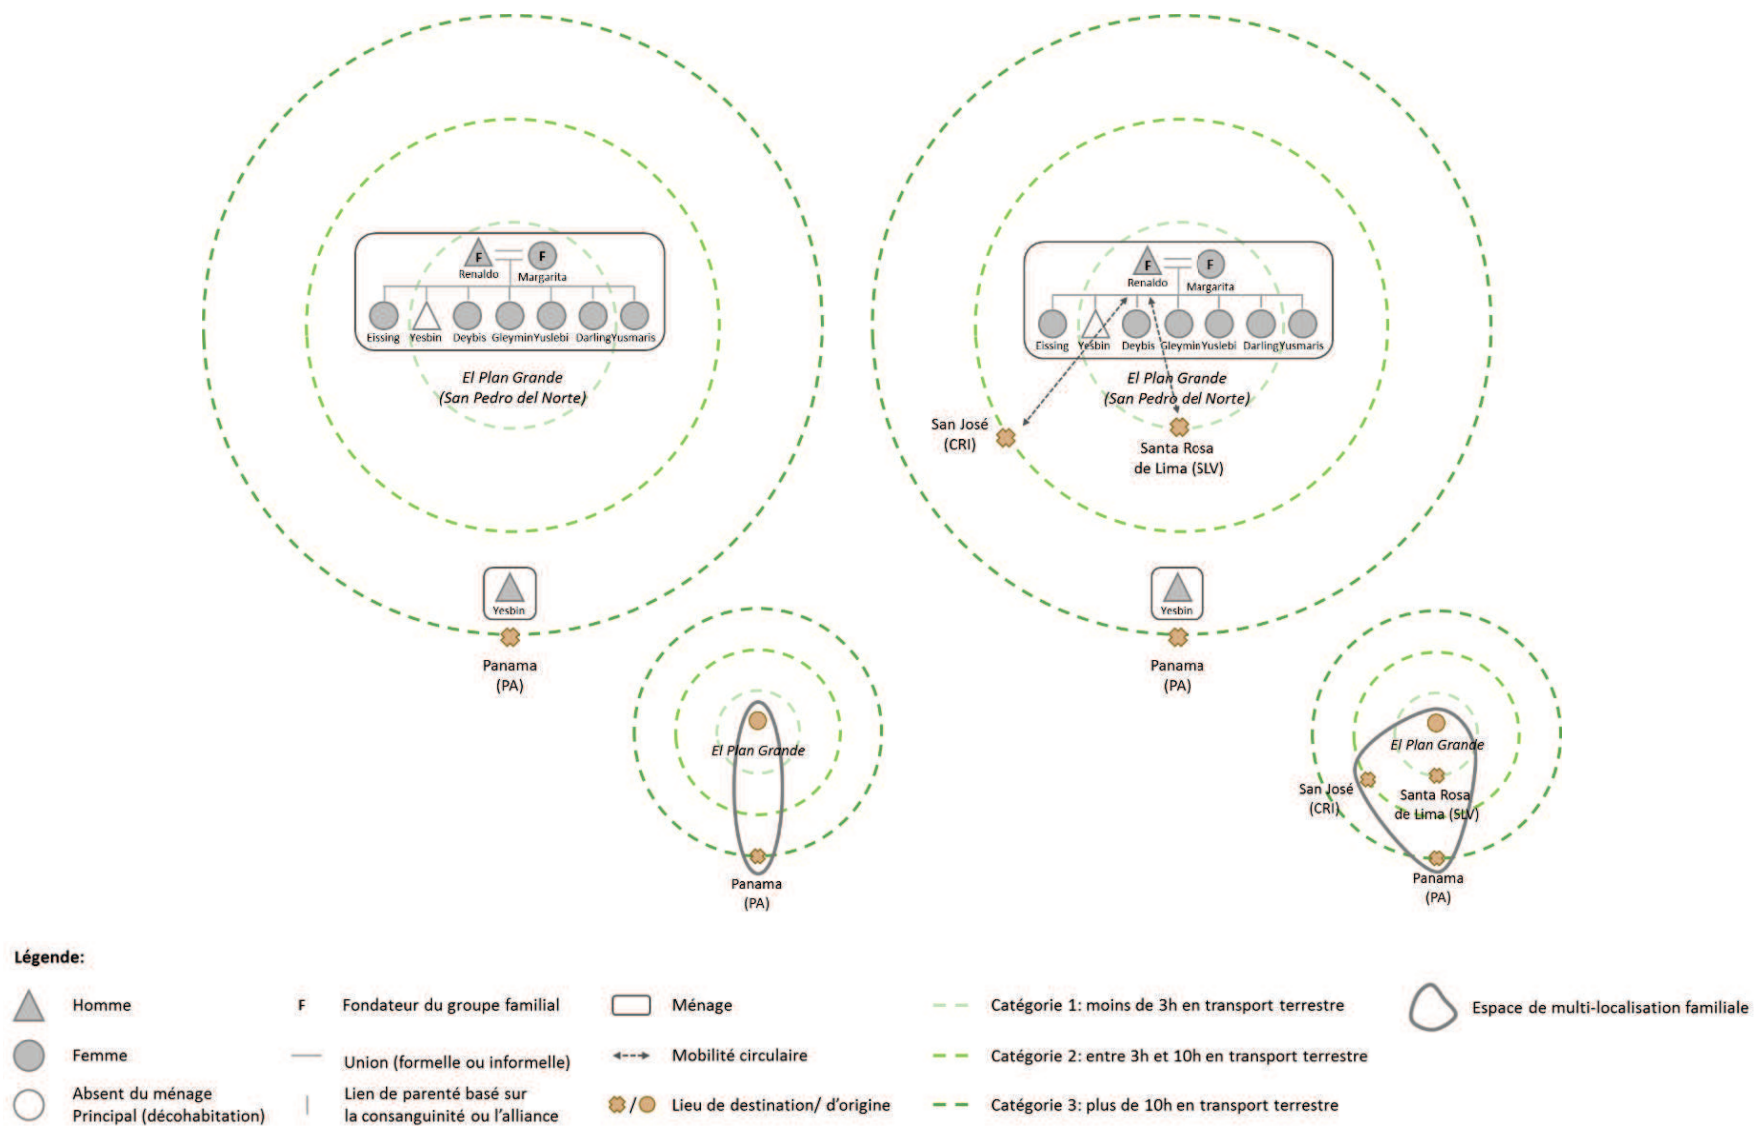 F
F
Renaldo
Margarita
Eissing
Yesbin
Deybis
Gleymin
Yuslebi
Darling
Yusmaris
El Plan Grande
(San Pedro del Norte)
Yesbin
Panama
(PA)
El Plan Grande
Panama
(PA)
F
F
Renaldo
Margarita
Eissing
Yesbin
Deybis
Gleymin
Yuslebi
Darling
Yusmaris
El Plan Grande
(San Pedro del Norte)
San José
(CRI)
Santa Rosa
de Lima (SLV)
Yesbin
Panama
(PA)
El Plan Grande
San José
(CRI)
Santa Rosa
de Lima (SLV)
Panama
(PA)
Légende:
Homme
Femme
Absent du ménage
Principal (décohabitation)
F
Fondateur du groupe familial
Union (formelle ou informelle)
Lien de parenté basé sur
la consanguinité ou l'alliance
Ménage
Mobilité circulaire
/
Lieu de destination/ d'origine
Catégorie 1: moins de 3h en transport terrestre
Catégorie 2: entre 3h et 10h en transport terrestre
Catégorie 3: plus de 10h en transport terrestre
Espace de multi-localisation familiale